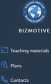 BIZMOTIVE
Teaching materials
Plans
Contacts